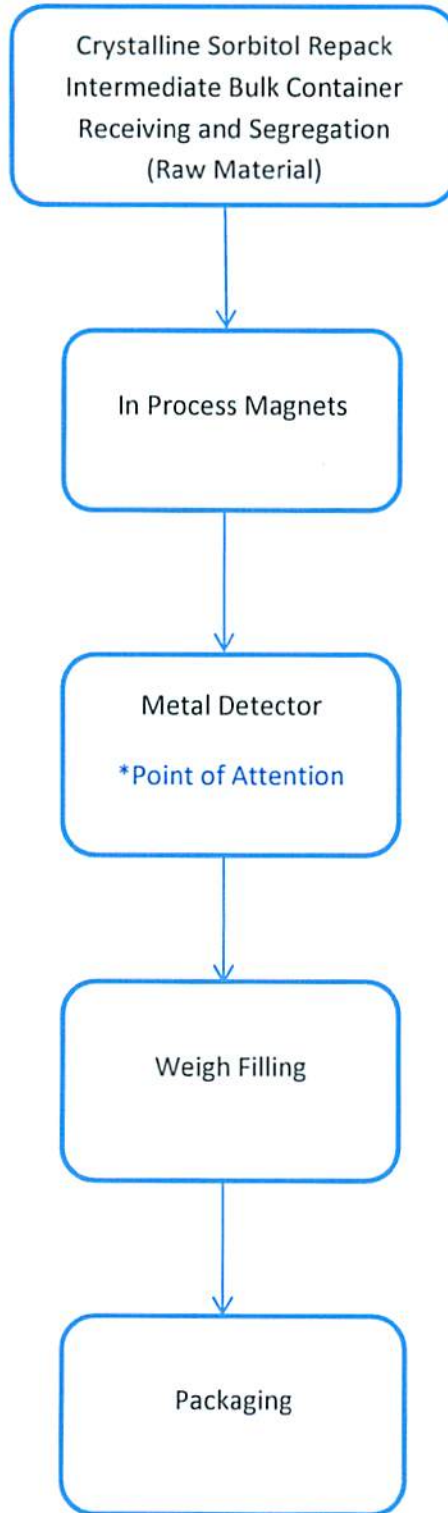 Crystalline Sorbitol Repack
Intermediate Bulk Container
Receiving and Segregation
(Raw Material)
In Process Magnets
Metal Detector
*Point of Attention
Weigh Filling
Packaging